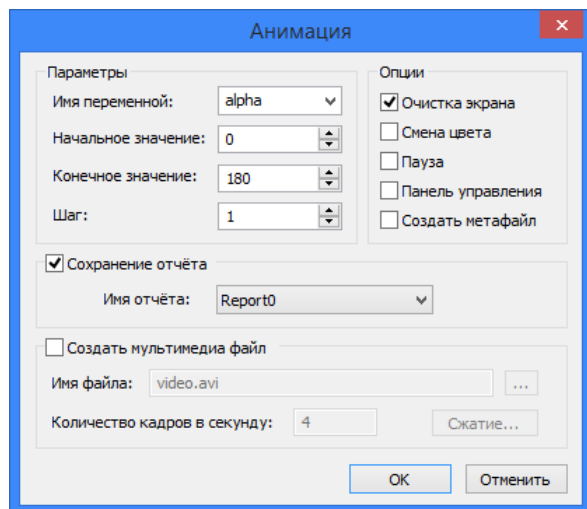 Анимация
Параметры
Имя переменной: alpha
Начальное значение: 0
Конечное значение: 180
Шаг: 1
Опции
Очистка экрана
Смена цвета
Пауза
Панель управления
Создать метафайл
Сохранение отчёта
Имя отчёта: Report0
Создать мультимедиа файл
Имя файла: video.avi ...
Количество кадров в секунду: 4 Сжатие...
OK Отменить